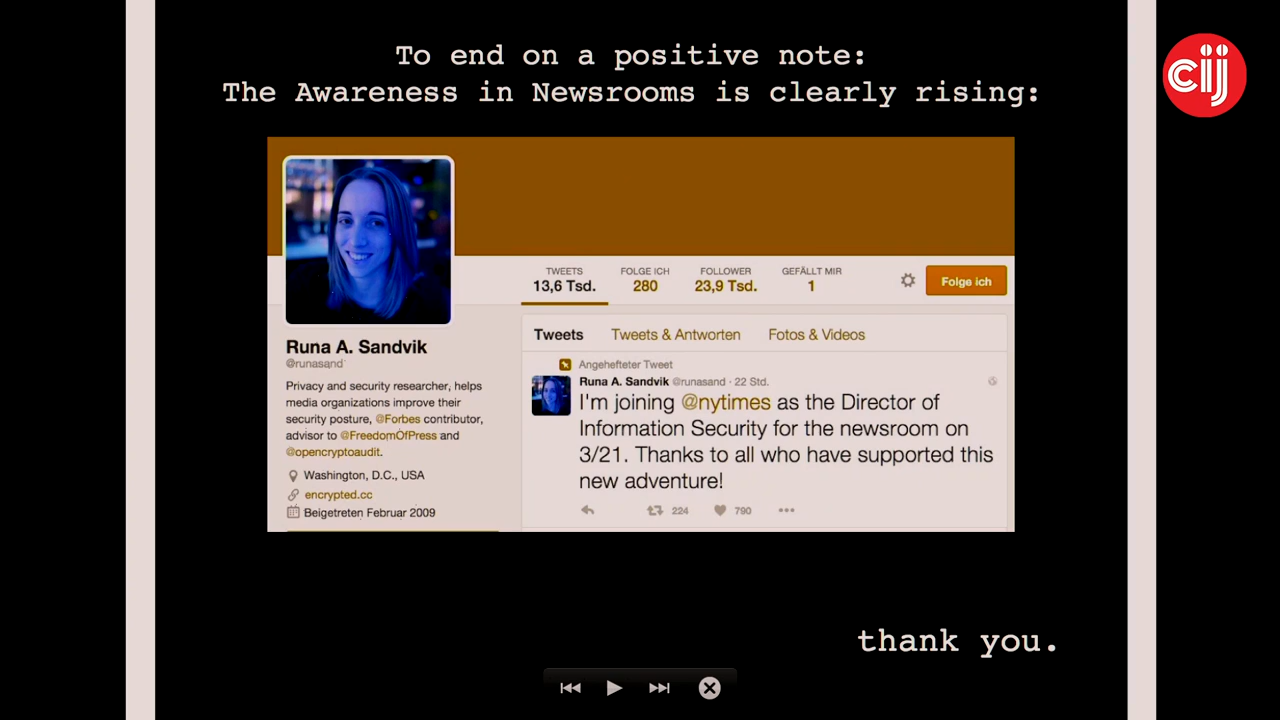 To end on a positive note:
The Awareness in Newsrooms is clearly rising:
cij
TWEETS
13,6 Tsd.
FOLGE ICH
280
FOLLOWER
23,9 Tsd.
GEFÄLLT MIR
1
Folge ich
Runa A. Sandvik
@runasand
Privacy and security researcher, helps
media organizations improve their
security posture, @Forbes contributor,
advisor to @FreedomOfPress and
@opencryptoaudit.
Washington, D.C., USA
encrypted.cc
Beigetreten Februar 2009
Tweets Tweets & Antworten Fotos & Videos
Angehefteter Tweet
Runa A. Sandvik @runasand · 22 Std.
I'm joining @nytimes as the Director of
Information Security for the newsroom on
3/21. Thanks to all who have supported this
new adventure!
224 790
thank you.